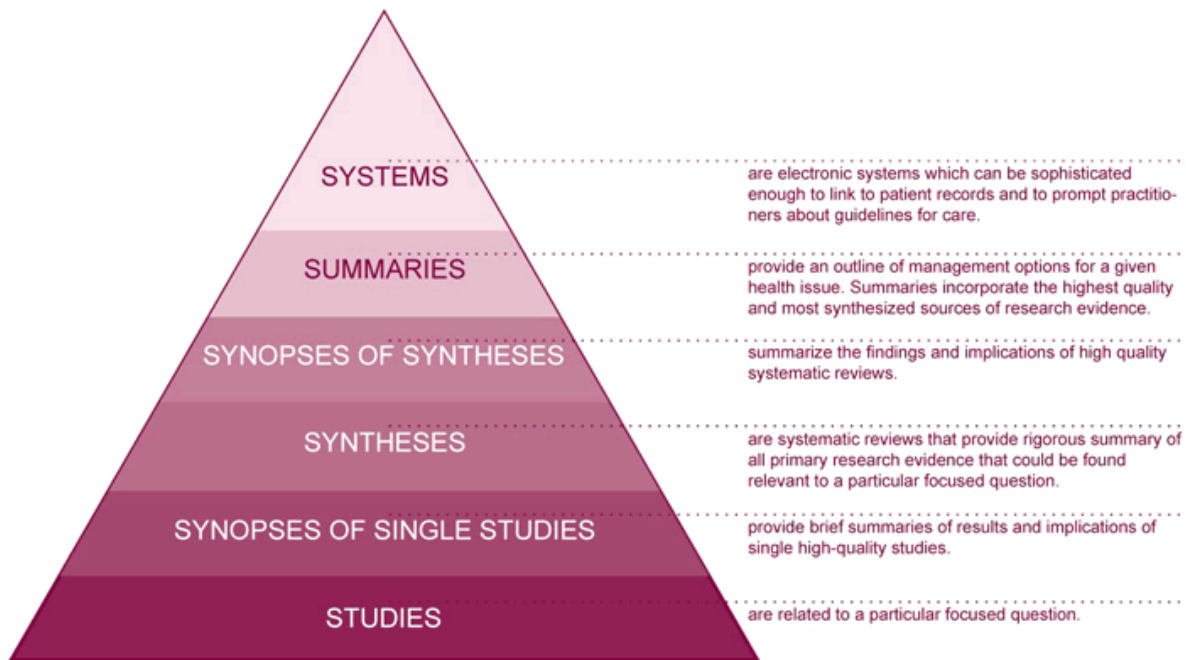 SYSTEMS
are electronic systems which can be sophisticated
enough to link to patient records and to prompt practitio-
ners about guidelines for care.
SUMMARIES
provide an outline of management options for a given
health issue. Summaries incorporate the highest quality
and most synthesized sources of research evidence.
SYNOPSES OF SYNTHESES
summarize the findings and implications of high quality
systematic reviews.
SYNTHESES
are systematic reviews that provide rigorous summary of
all primary research evidence that could be found
relevant to a particular focused question.
SYNOPSES OF SINGLE STUDIES
provide brief summaries of results and implications of
single high-quality studies.
STUDIES
are related to a particular focused question.